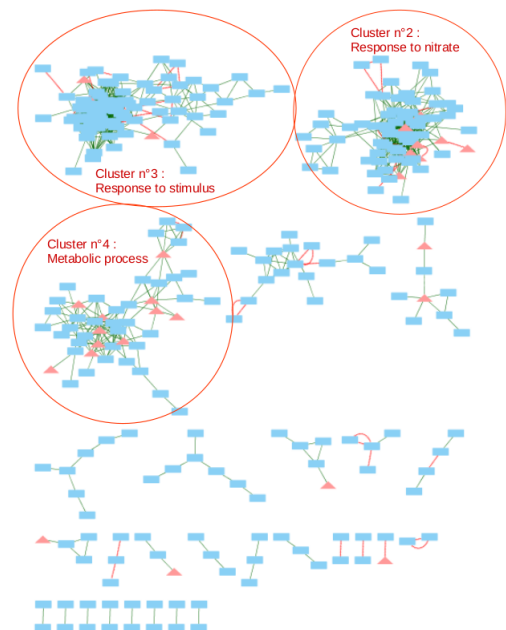 Cluster n°2 :
Response to nitrate
Cluster n°3 :
Response to stimulus
Cluster n°4 :
Metabolic process